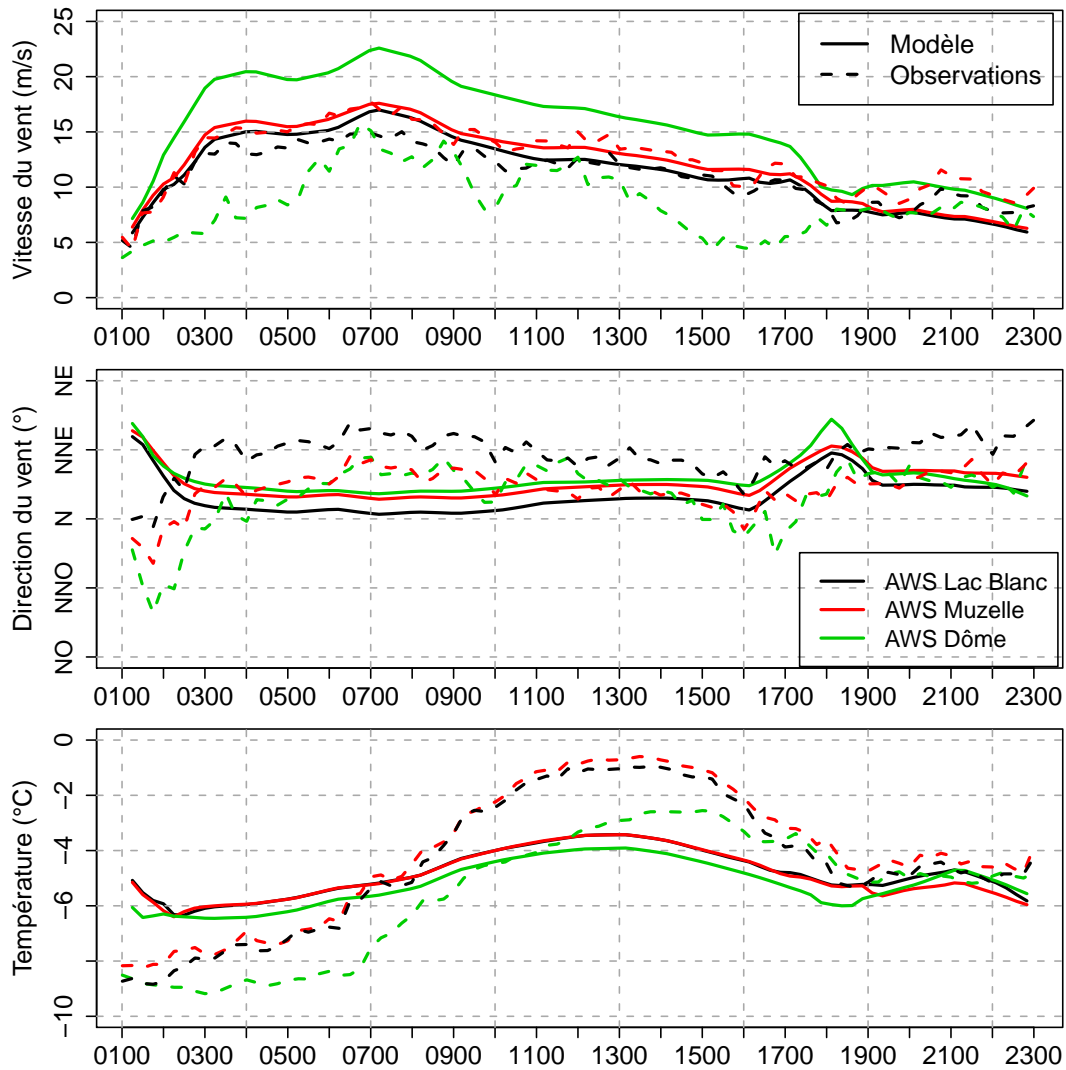 Vitesse du vent (m/s)
25
20
15
10
5
0
Modèle
Observations
0100 0300 0500 0700 0900 1100 1300 1500 1700 1900 2100 2300
Direction du vent (°)
NE
NNE
N
NNO
NO
AWS Lac Blanc
AWS Muzelle
AWS Dôme
0100 0300 0500 0700 0900 1100 1300 1500 1700 1900 2100 2300
Température (°C)
0
−2
−4
−6
−8
−10
0100 0300 0500 0700 0900 1100 1300 1500 1700 1900 2100 2300